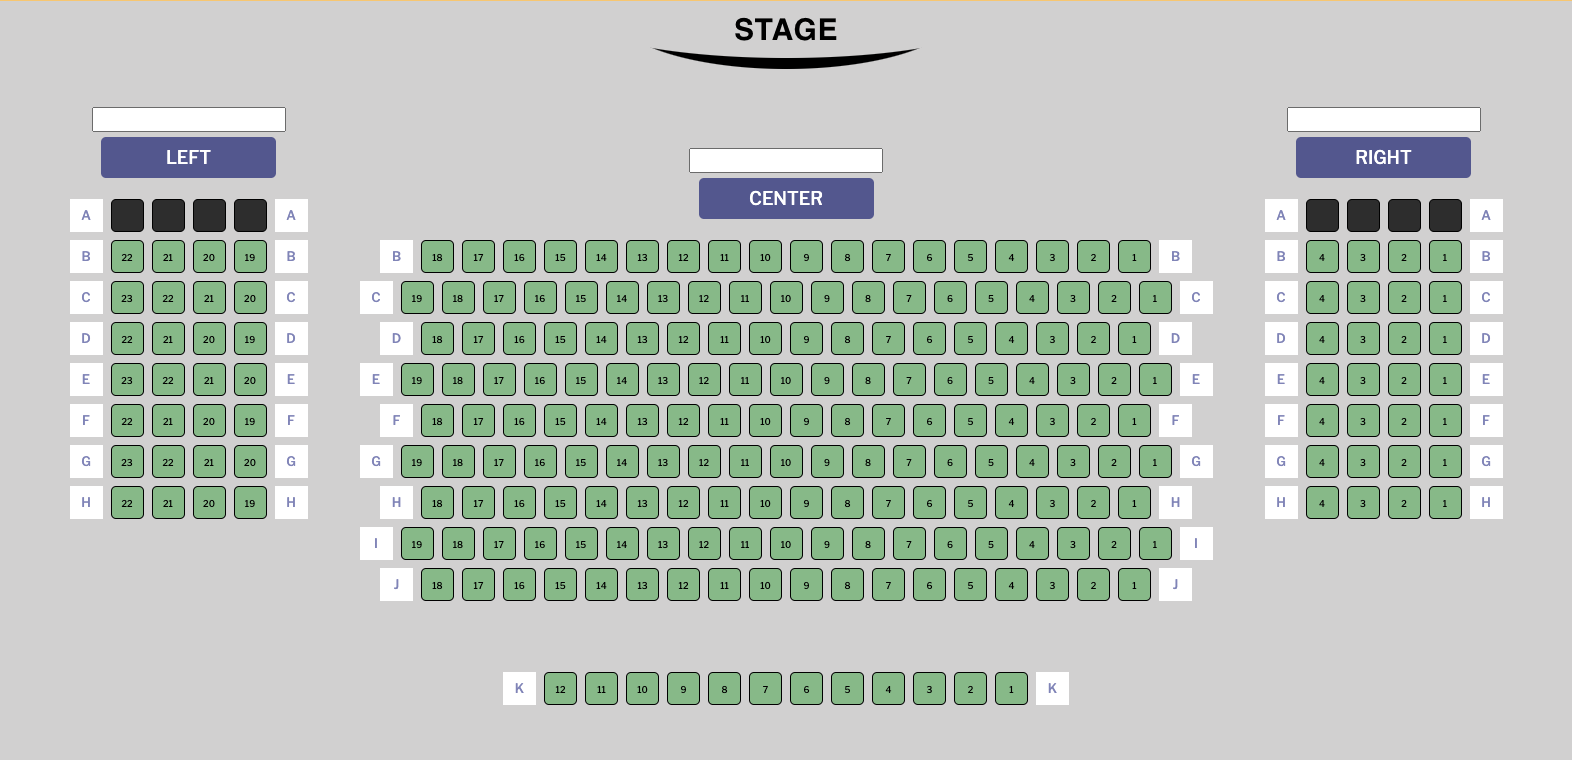 STAGE
LEFT
RIGHT
CENTER
A A A A
B 22 21 20 19 B B 18 17 16 15 14 13 12 11 10 9 8 7 6 5 4 3 2 1 B B 4 3 2 1 B
C 23 22 21 20 C C 19 18 17 16 15 14 13 12 11 10 9 8 7 6 5 4 3 2 1 C C 4 3 2 1 C
D 22 21 20 19 D D 18 17 16 15 14 13 12 11 10 9 8 7 6 5 4 3 2 1 D D 4 3 2 1 D
E 23 22 21 20 E E 19 18 17 16 15 14 13 12 11 10 9 8 7 6 5 4 3 2 1 E E 4 3 2 1 E
F 22 21 20 19 F F 18 17 16 15 14 13 12 11 10 9 8 7 6 5 4 3 2 1 F F 4 3 2 1 F
G 23 22 21 20 G G 19 18 17 16 15 14 13 12 11 10 9 8 7 6 5 4 3 2 1 G G 4 3 2 1 G
H 22 21 20 19 H H 18 17 16 15 14 13 12 11 10 9 8 7 6 5 4 3 2 1 H H 4 3 2 1 H
I 19 18 17 16 15 14 13 12 11 10 9 8 7 6 5 4 3 2 1 I
J 18 17 16 15 14 13 12 11 10 9 8 7 6 5 4 3 2 1 J
K 12 11 10 9 8 7 6 5 4 3 2 1 K